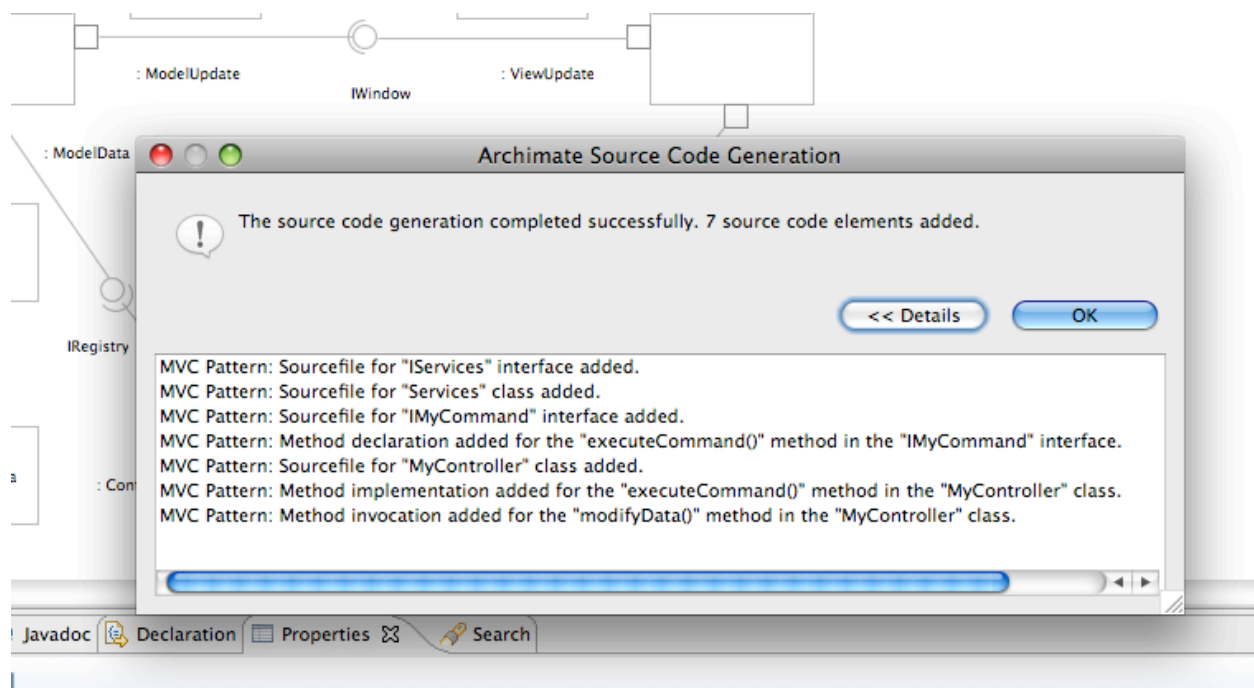 : ModelUpdate
: ViewUpdate
IWindow
: ModelData
Archimate Source Code Generation
The source code generation completed successfully. 7 source code elements added.
<< Details
OK
IRegistry
MVC Pattern: Sourcefile for "IServices" interface added.
MVC Pattern: Sourcefile for "Services" class added.
MVC Pattern: Sourcefile for "IMyCommand" interface added.
MVC Pattern: Method declaration added for the "executeCommand()" method in the "IMyCommand" interface.
MVC Pattern: Sourcefile for "MyController" class added.
MVC Pattern: Method implementation added for the "executeCommand()" method in the "MyController" class.
MVC Pattern: Method invocation added for the "modifyData()" method in the "MyController" class.
a
: Con
Javadoc
Declaration
Properties
Search